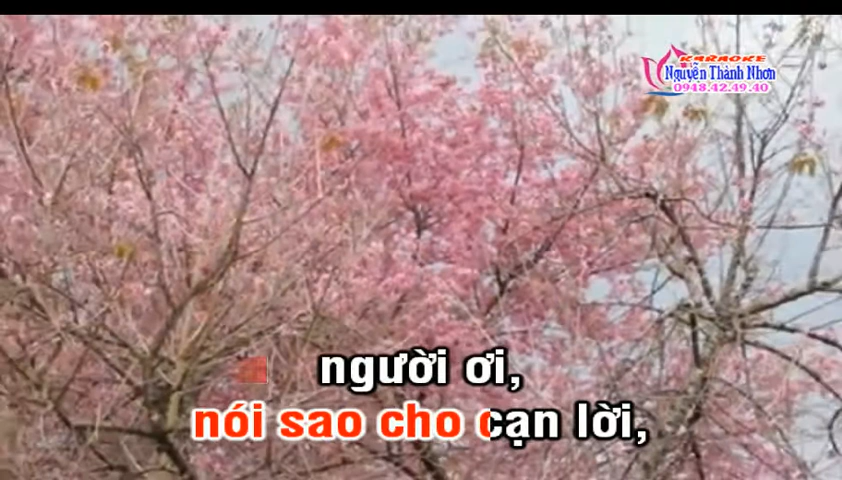 KARAOKE
Nguyễn Thành Nhơn
0948.42.49.40
người ơi,
nói sao cho cạn lời,